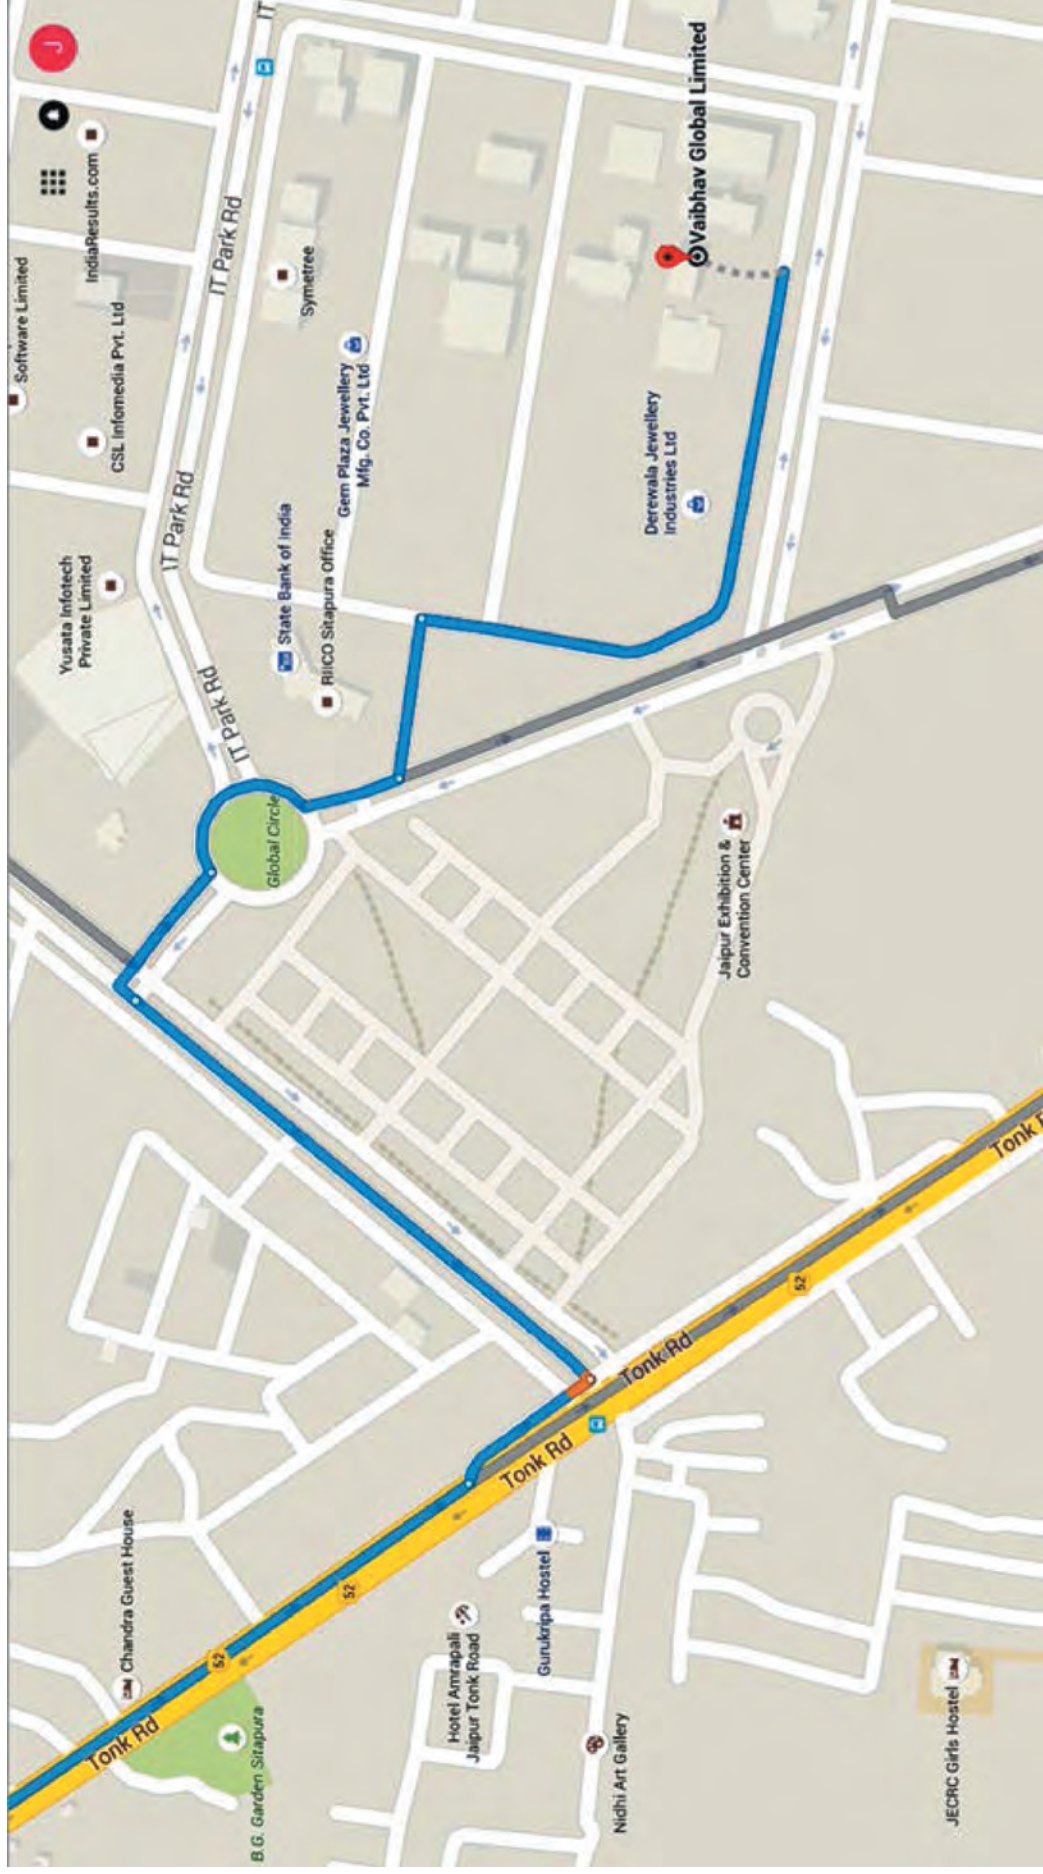 J
Software Limited
IndiaResults.com
CSL Infomedia Pvt. Ltd
Yusata Infotech
Private Limited
IT
IT Park Rd
IT Park Rd
IT Park Rd
Symetree
Gem Plaza Jewellery
Mfg. Co. Pvt. Ltd
State Bank of India
RIICO Sitapura Office
Global Circle
Vaibhav Global Limited
Derewala Jewellery
Industries Ltd
Jaipur Exhibition &
Convention Center
Chandra Guest House
Tonk Rd
Tonk Rd
Tonk Rd
Tonk
52
52
52
B.G. Garden Sitapura
Hotel Amrapali
Jaipur Tonk Road
Gurukripa Hostel
Nidhi Art Gallery
JECRC Girls Hostel